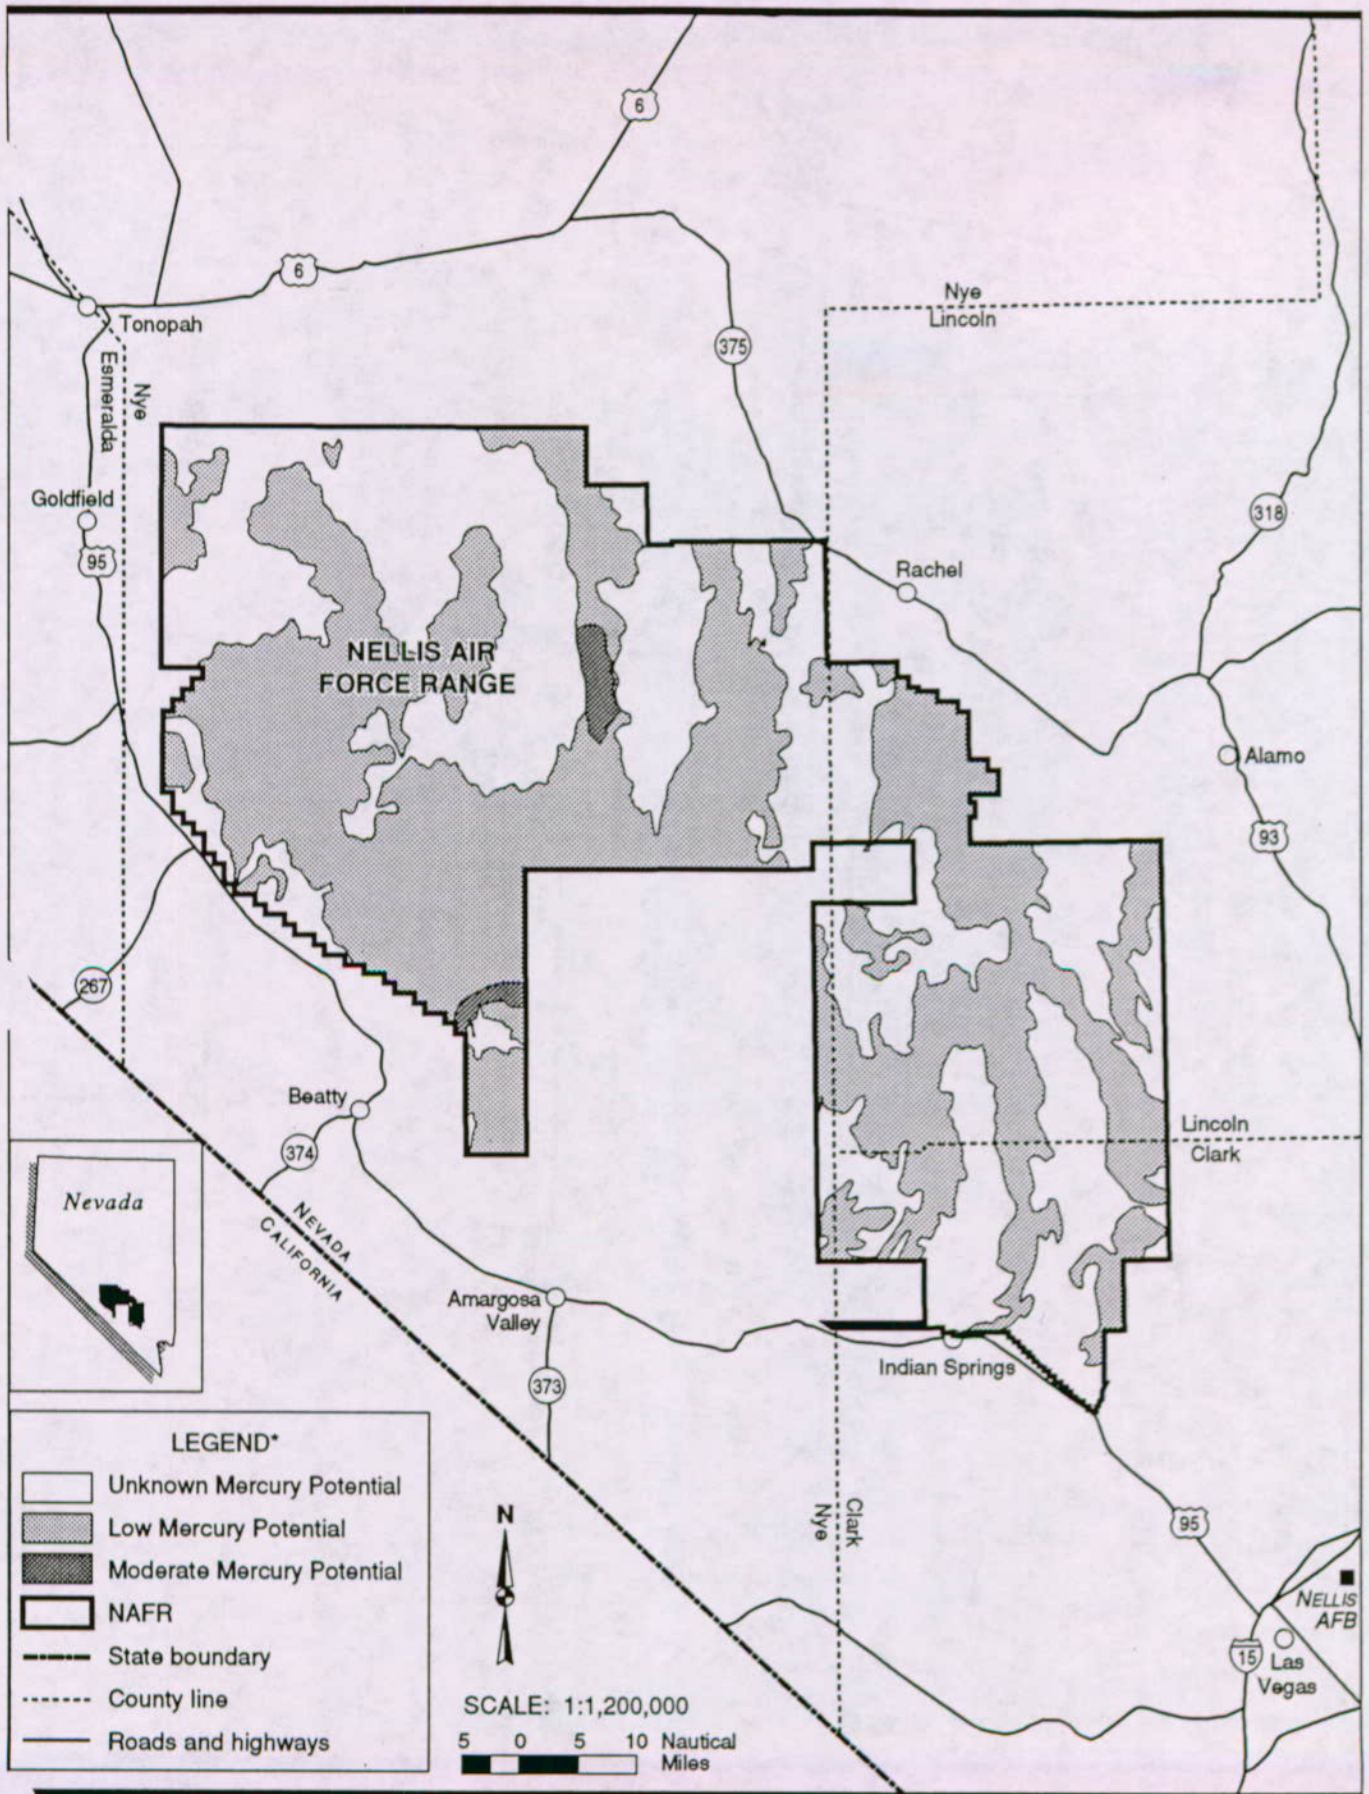 6
6
Tonopah
Esmeralda
Nye
375
Nye
Lincoln
Goldfield
95
318
Rachel
NELLIS AIR
FORCE RANGE
Alamo
93
267
Beatty
374
NEVADA
CALIFORNIA
Lincoln
Clark
Nevada
Amargosa
Valley
373
Indian Springs
Nye
Clark
95
NELLIS
AFB
15
Las
Vegas
LEGEND*
Unknown Mercury Potential
Low Mercury Potential
Moderate Mercury Potential
NAFR
State boundary
County line
Roads and highways
N
SCALE: 1:1,200,000
5 0 5 10 Nautical
Miles